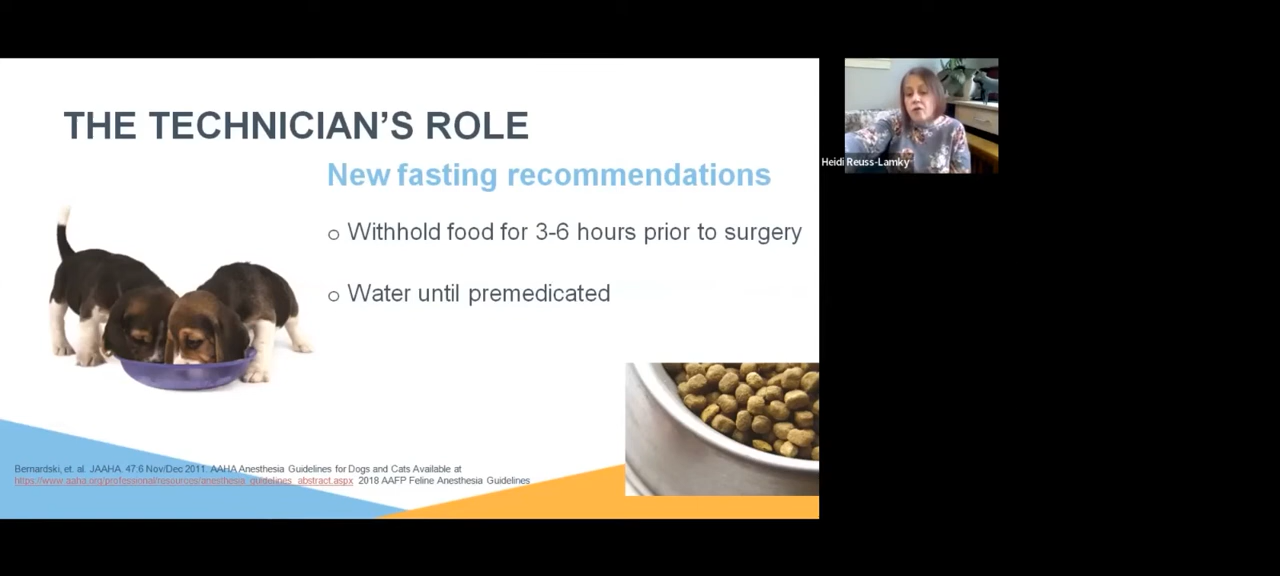 THE TECHNICIAN'S ROLE
New fasting recommendations
o Withhold food for 3-6 hours prior to surgery
o Water until premedicated
Bernardski, et. al. JAAHA. 47:6 Nov/Dec 2011. AAHA Anesthesia Guidelines for Dogs and Cats Available at
https://www.aaha.org/professional/resources/anesthesia_guidelines_abstract.aspx 2018 AAFP Feline Anesthesia Guidelines
Heidi Reuss-Lamky